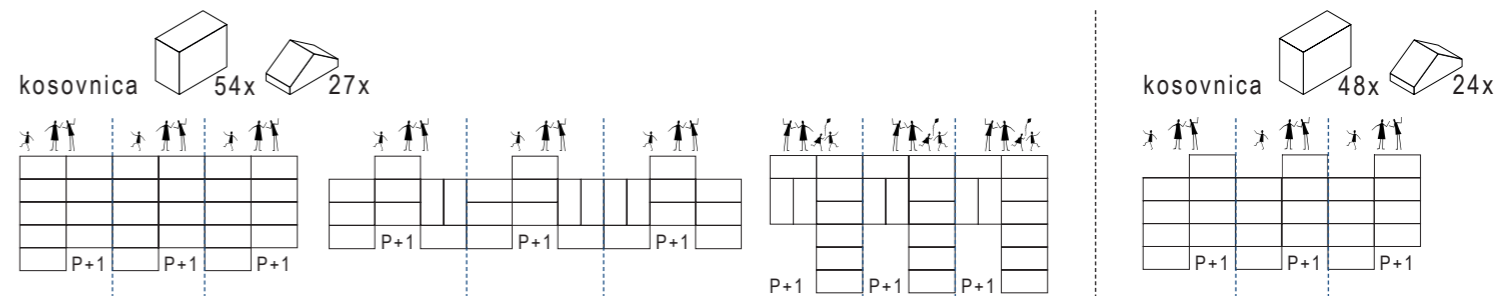 kosovnica 54x 27x
P+1 P+1 P+1
P+1 P+1 P+1
P+1 P+1 P+1
kosovnica 48x 24x
P+1 P+1 P+1